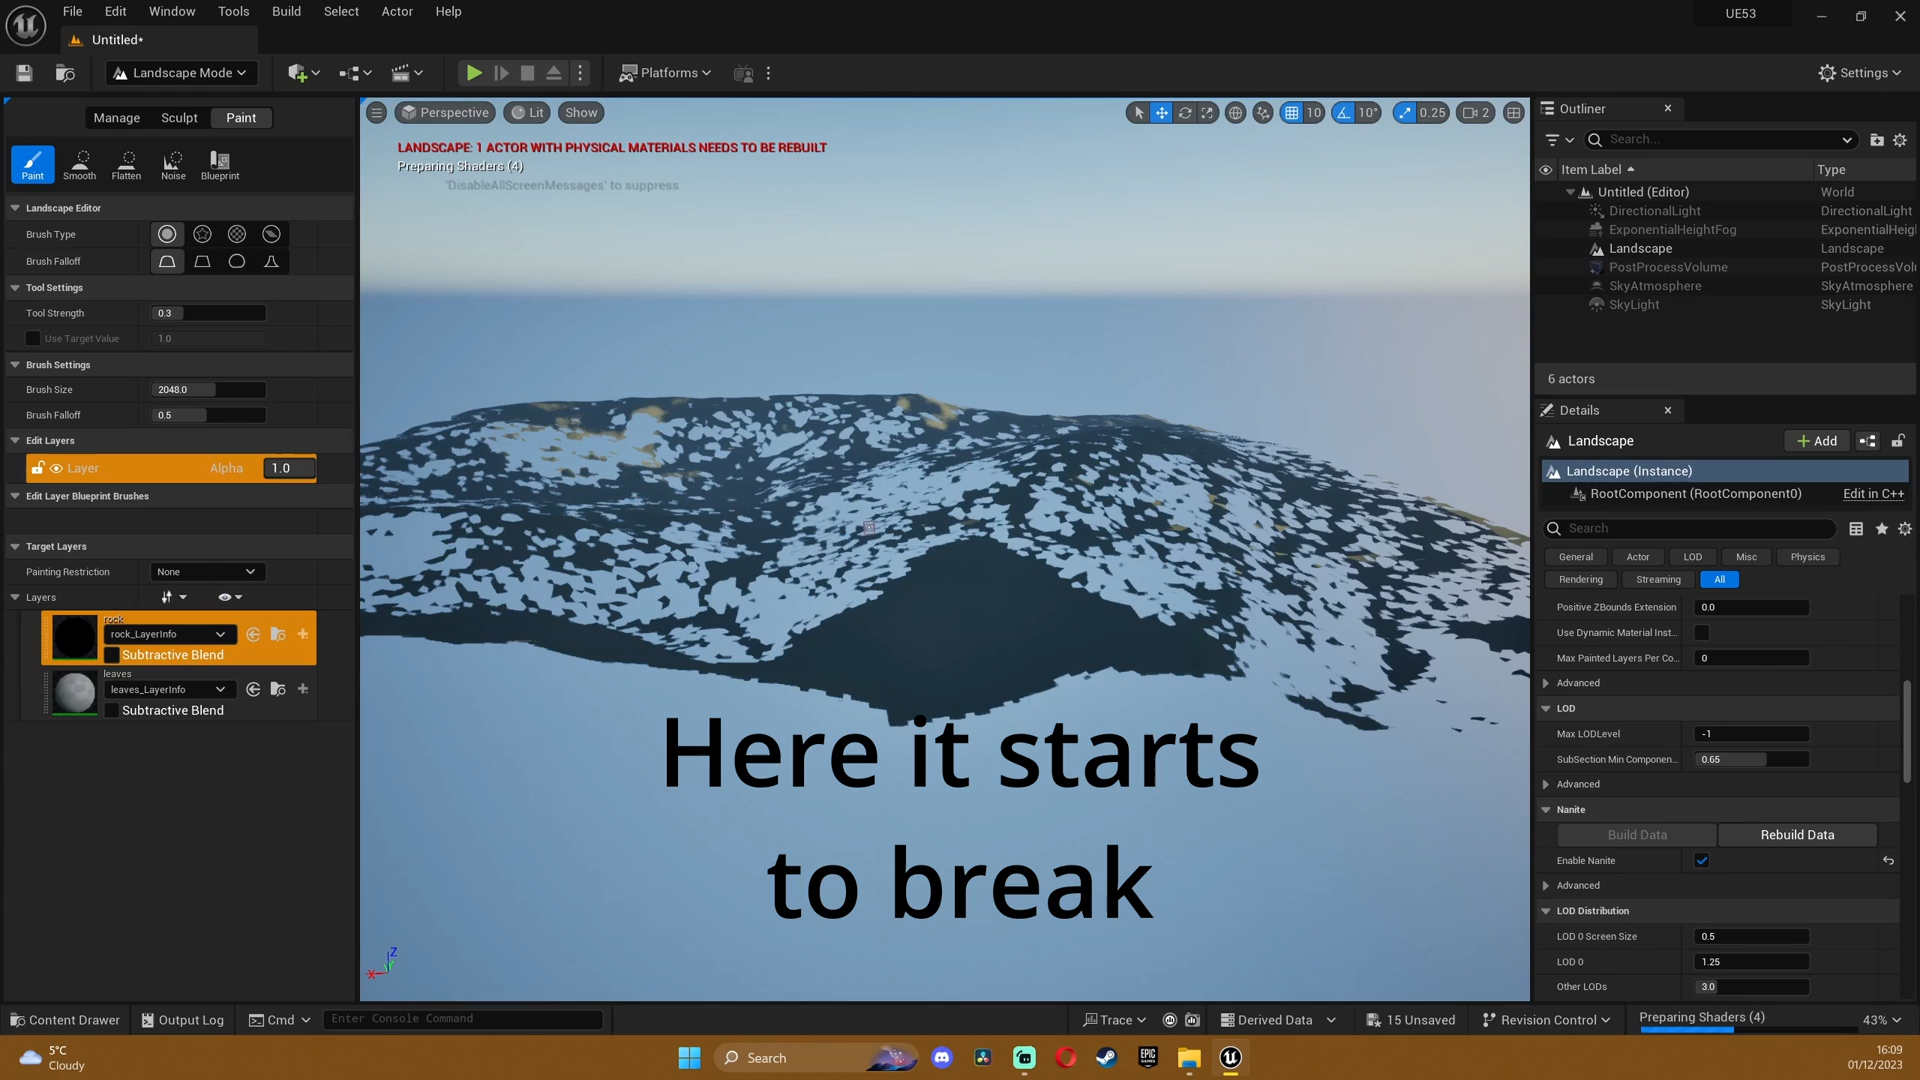 File Edit Window Tools Build Select Actor Help
UE53
Untitled*
Landscape Mode
Platforms
Settings
Manage Sculpt Paint
Paint Smooth Flatten Noise Blueprint
Landscape Editor
Brush Type
Brush Falloff
Tool Settings
Tool Strength 0.3
Use Target Value 1.0
Brush Settings
Brush Size 2048.0
Brush Falloff 0.5
Edit Layers
Layer Alpha 1.0
Edit Layer Blueprint Brushes
Target Layers
Painting Restriction None
Layers
rock
rock_LayerInfo
Subtractive Blend
leaves
leaves_LayerInfo
Subtractive Blend
Perspective Lit Show
10 10° 0.25 2
LANDSCAPE: 1 ACTOR WITH PHYSICAL MATERIALS NEEDS TO BE REBUILT
Preparing Shaders (4)
'DisableAllScreenMessages' to suppress
Here it starts
to break
X Y Z
Outliner
Search...
Item Label Type
Untitled (Editor) World
DirectionalLight DirectionalLight
ExponentialHeightFog ExponentialHeigl
Landscape Landscape
PostProcessVolume PostProcessVolu
SkyAtmosphere SkyAtmosphere
SkyLight SkyLight
6 actors
Details
Landscape
Add
Landscape (Instance)
RootComponent (RootComponent0) Edit in C++
Search
General Actor LOD Misc Physics
Rendering Streaming All
Positive ZBounds Extension 0.0
Use Dynamic Material Inst...
Max Painted Layers Per Co... 0
Advanced
LOD
Max LODLevel -1
SubSection Min Componen... 0.65
Advanced
Nanite
Build Data Rebuild Data
Enable Nanite
Advanced
LOD Distribution
LOD 0 Screen Size 0.5
LOD 0 1.25
Other LODs 3.0
Content Drawer Output Log Cmd Enter Console Command Trace Derived Data 15 Unsaved Revision Control Preparing Shaders (4) 43%
5°C
Cloudy
Search
EPIC GAMES
16:09
01/12/2023